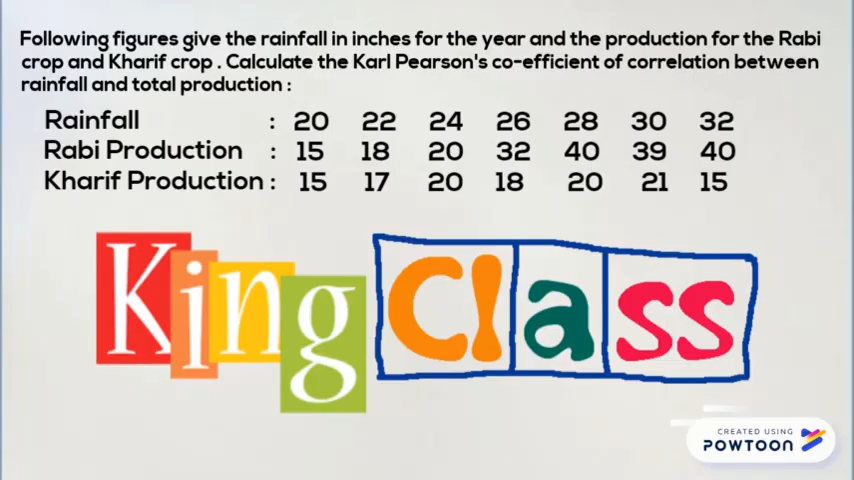 Following figures give the rainfall in inches for the year and the production for the Rabi
crop and Kharif crop . Calculate the Karl Pearson's co-efficient of correlation between
rainfall and total production :
Rainfall : 20 22 24 26 28 30 32
Rabi Production : 15 18 20 32 40 39 40
Kharif Production : 15 17 20 18 20 21 15
King Class
CREATED USING
POWTOON